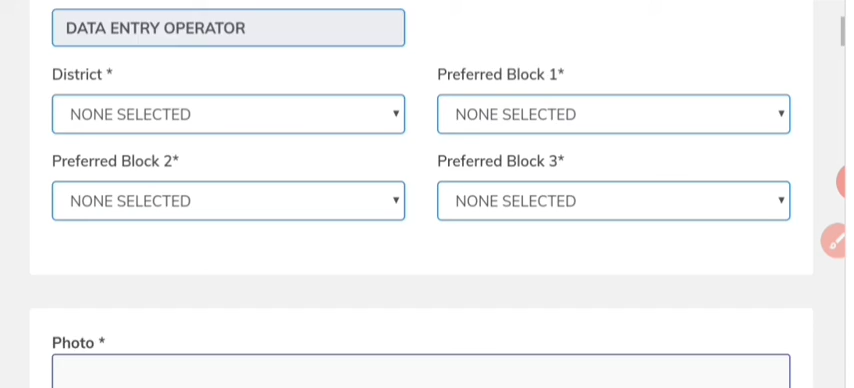 DATA ENTRY OPERATOR
District *
Preferred Block 1*
NONE SELECTED
NONE SELECTED
Preferred Block 2*
Preferred Block 3*
NONE SELECTED
NONE SELECTED
Photo *